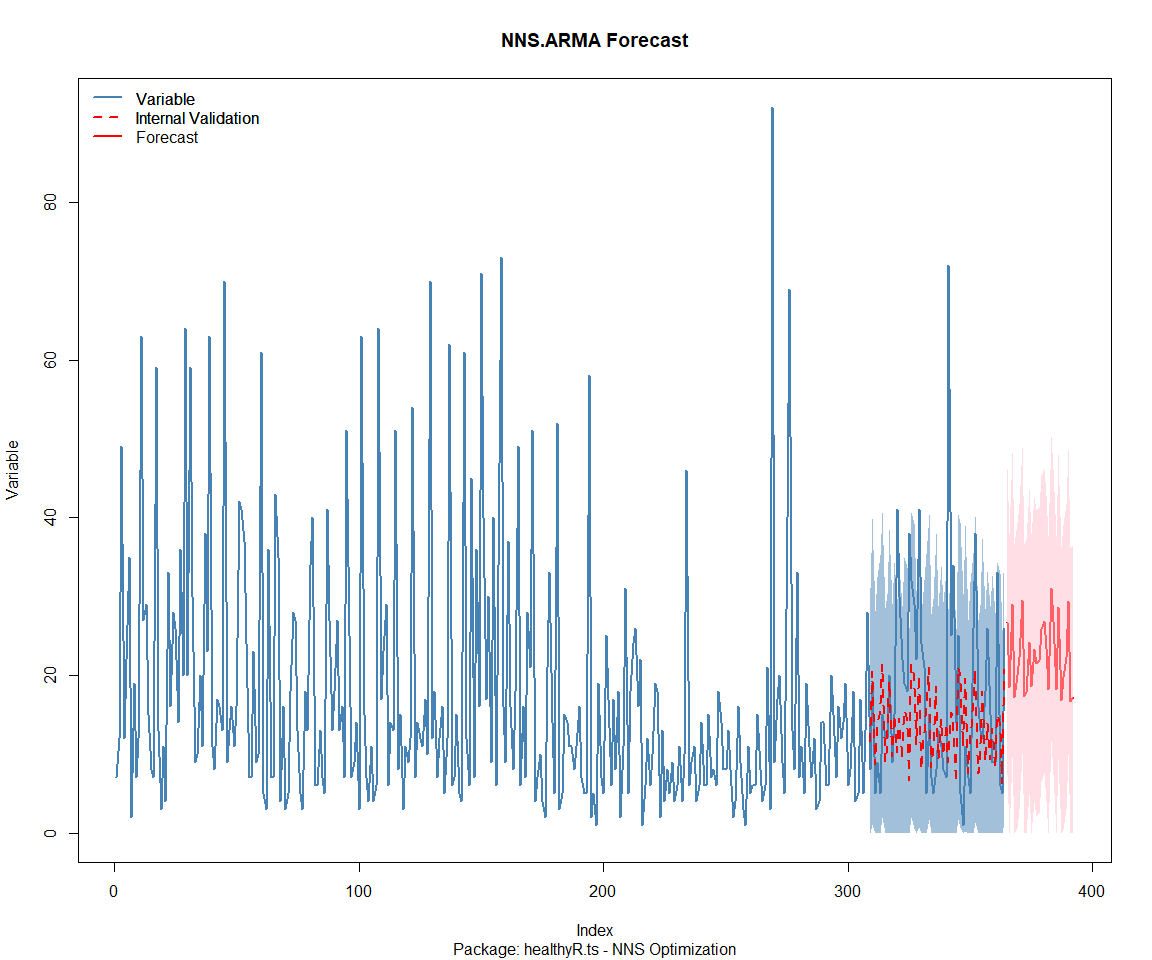 NNS.ARMA Forecast
Variable
Internal Validation
Forecast
80
60
40
20
0
Variable
0 100 200 300 400
Index
Package: healthyR.ts - NNS Optimization